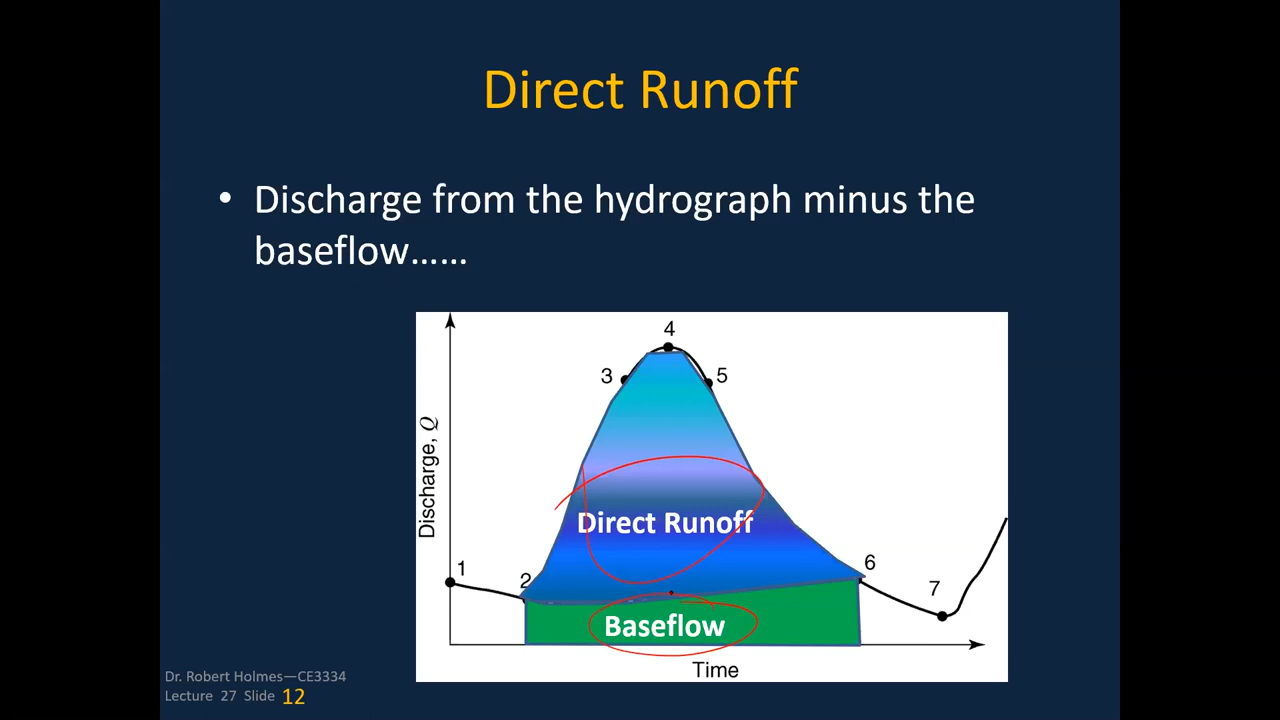 Direct Runoff
• Discharge from the hydrograph minus the
baseflow……
4
3
5
Discharge, Q
Direct Runoff
1
2
6
7
Baseflow
Time
Dr. Robert Holmes—CE3334
Lecture 27 Slide 12